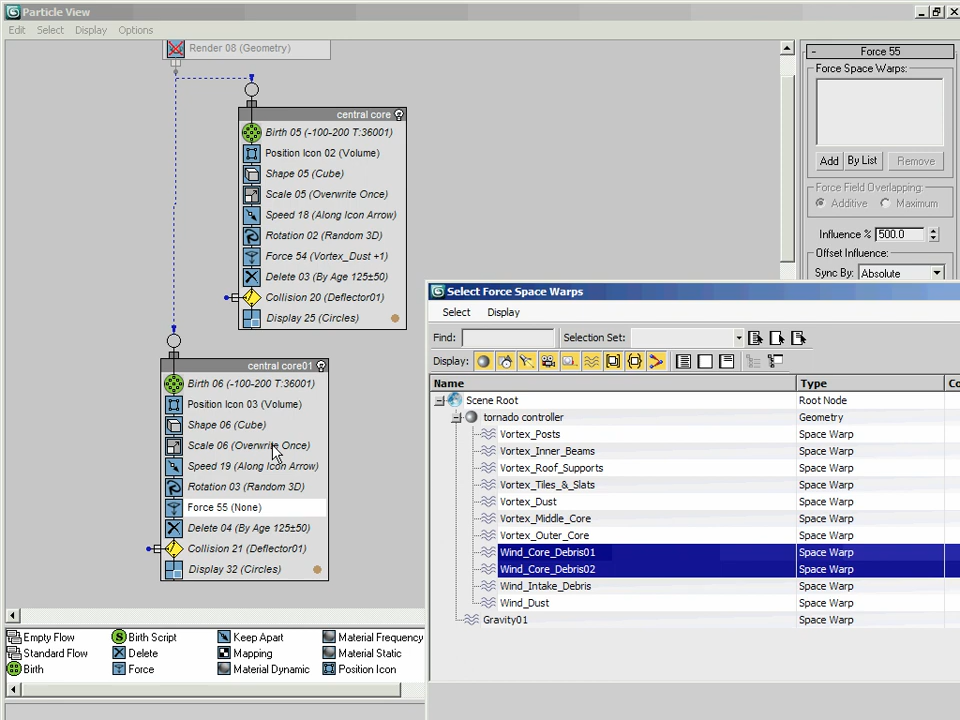 Particle View
Edit Select Display Options
Render 08 (Geometry)
central core
Birth 05 (-100-200 T:36001)
Position Icon 02 (Volume)
Shape 05 (Cube)
Scale 05 (Overwrite Once)
Speed 18 (Along Icon Arrow)
Rotation 02 (Random 3D)
Force 54 (Vortex_Dust +1)
Delete 03 (By Age 125±50)
Collision 20 (Deflector01)
Display 25 (Circles)
central core01
Birth 06 (-100-200 T:36001)
Position Icon 03 (Volume)
Shape 06 (Cube)
Scale 06 (Overwrite Once)
Speed 19 (Along Icon Arrow)
Rotation 03 (Random 3D)
Force 55 (None)
Delete 04 (By Age 125±50)
Collision 21 (Deflector01)
Display 32 (Circles)
- Force 55
Force Space Warps:
Add By List Remove
Force Field Overlapping:
Additive Maximum
Influence % 500.0
Offset Influence:
Sync By: Absolute
Select Force Space Warps
Select Display
Find: Selection Set:
Display:
Name Type Co
Scene Root Root Node
tornado controller Geometry
Vortex_Posts Space Warp
Vortex_Inner_Beams Space Warp
Vortex_Roof_Supports Space Warp
Vortex_Tiles_&_Slats Space Warp
Vortex_Dust Space Warp
Vortex_Middle_Core Space Warp
Vortex_Outer_Core Space Warp
Wind_Core_Debris01 Space Warp
Wind_Core_Debris02 Space Warp
Wind_Intake_Debris Space Warp
Wind_Dust Space Warp
Gravity01 Space Warp
Empty Flow Birth Script Keep Apart Material Frequency
Standard Flow Delete Mapping Material Static
Birth Force Material Dynamic Position Icon